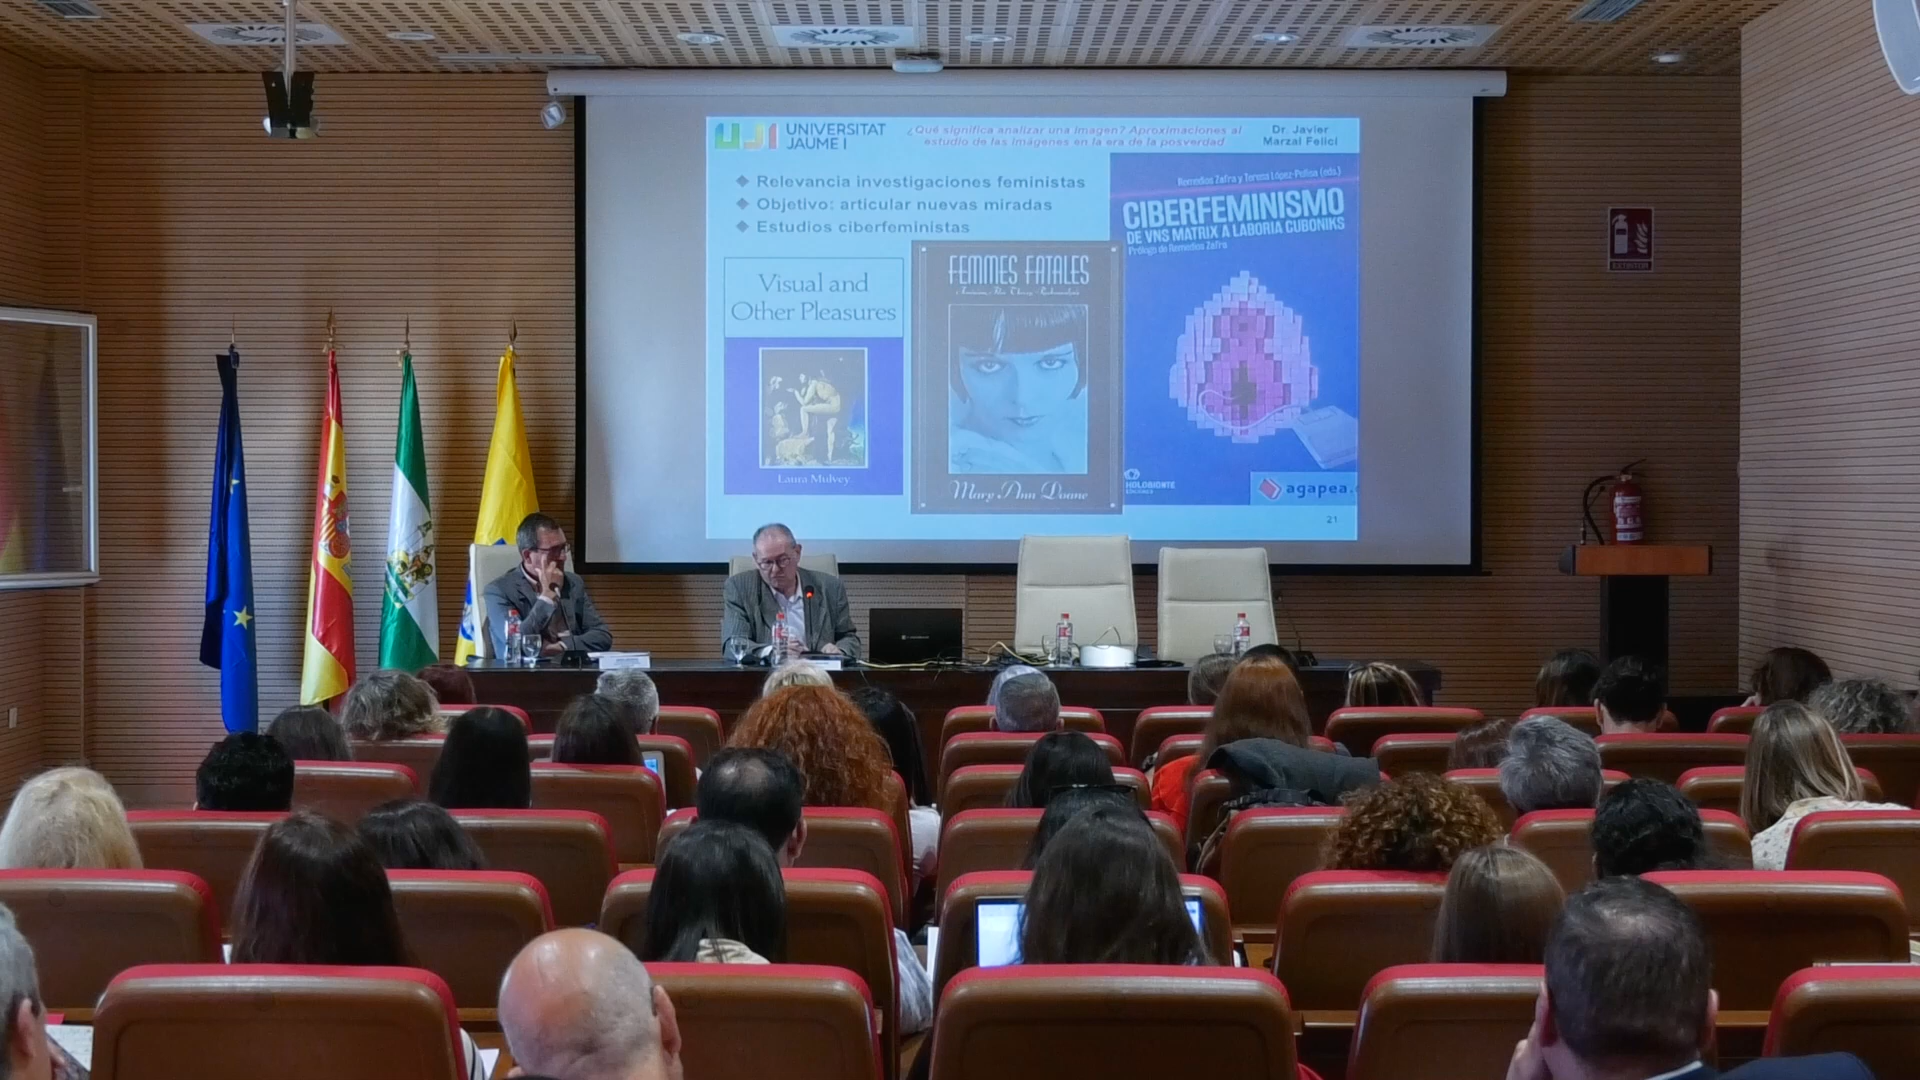 UJI UNIVERSITAT
JAUME I
¿Qué significa analizar una imagen? Aproximaciones al
estudio de las imágenes en la era de la posverdad
Dr. Javier
Marzal Felici
Relevancia investigaciones feministas
Objetivo: articular nuevas miradas
Estudios ciberfeministas
Visual and
Other Pleasures
Laura Mulvey
FEMMES FATALES
Mary Ann Doane
Remedios Zafra y Teresa López-Pellisa (eds.)
CIBERFEMINISMO
DE VNS MATRIX A LABORIA CUBONIKS
Prólogo de Remedios Zafra
HOLOBIONTE
EDICIONES
agapea.
21
EXTINTOR